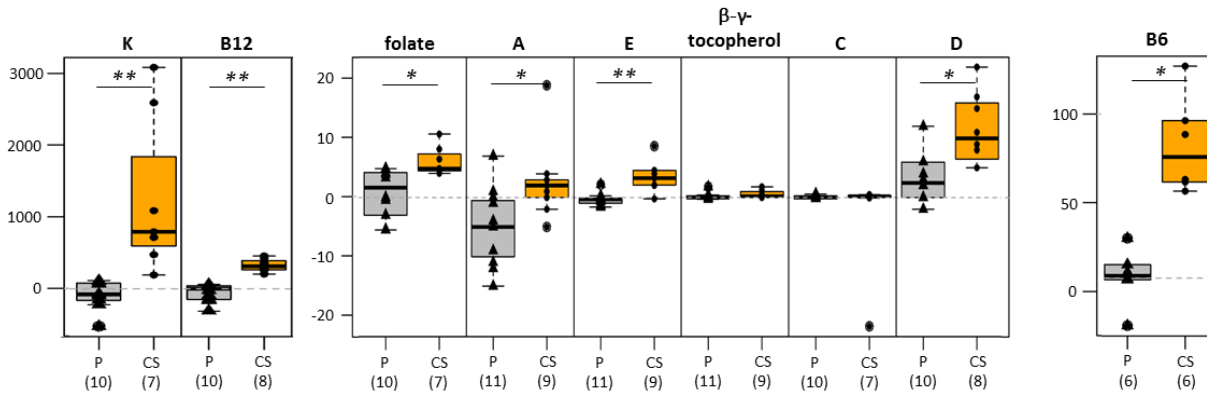 β-γ-
K B12 folate A E tocopherol C D B6
** ** * * ** * *
3000
2000
1000
0
20
10
0
-10
-20
100
50
0
P CS P CS P CS P CS P CS P CS P CS P CS P CS
(10) (7) (10) (8) (10) (7) (11) (9) (11) (9) (11) (9) (10) (7) (10) (8) (6) (6)